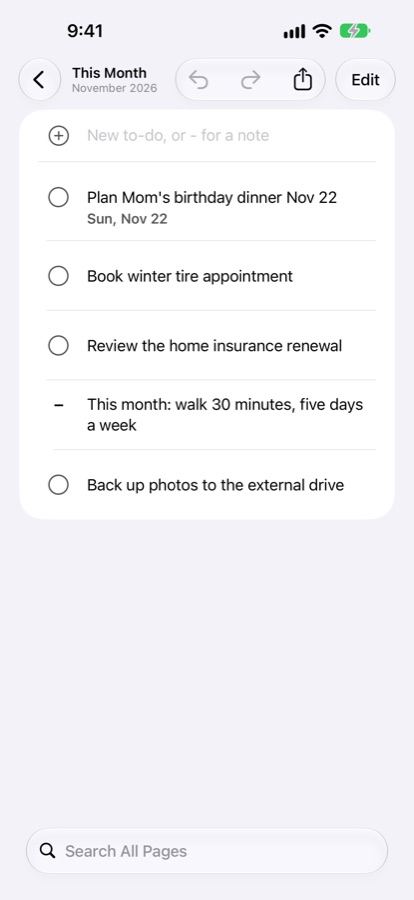 9:41
This Month
November 2026
Edit
New to-do, or - for a note
Plan Mom's birthday dinner Nov 22
Sun, Nov 22
Book winter tire appointment
Review the home insurance renewal
– This month: walk 30 minutes, five days
a week
Back up photos to the external drive
Search All Pages